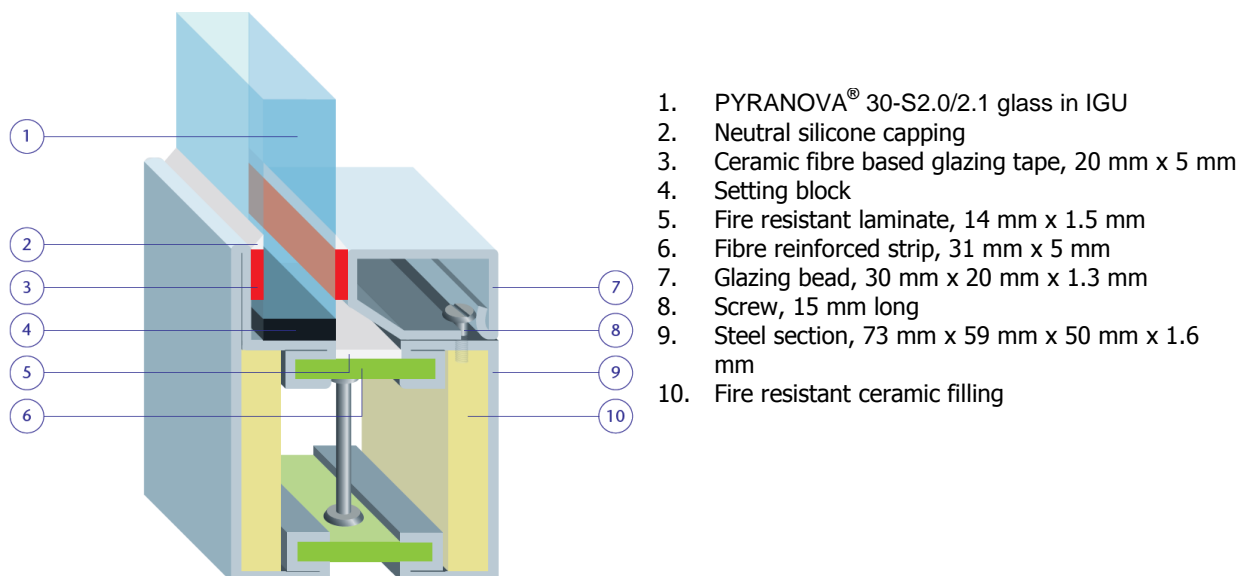 1
2
3
4
5
6
7
8
9
10
1. PYRANOVA® 30-S2.0/2.1 glass in IGU
2. Neutral silicone capping
3. Ceramic fibre based glazing tape, 20 mm x 5 mm
4. Setting block
5. Fire resistant laminate, 14 mm x 1.5 mm
6. Fibre reinforced strip, 31 mm x 5 mm
7. Glazing bead, 30 mm x 20 mm x 1.3 mm
8. Screw, 15 mm long
9. Steel section, 73 mm x 59 mm x 50 mm x 1.6
mm
10. Fire resistant ceramic filling